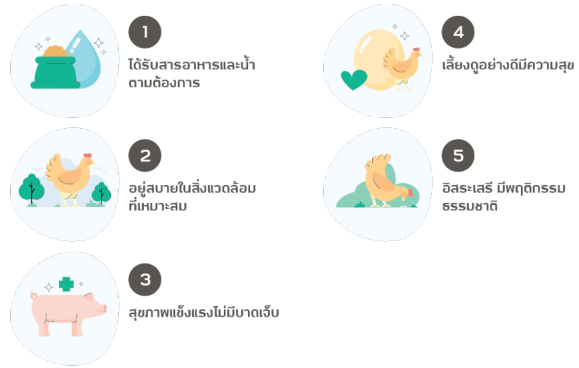 1
ได้รับสารอาหารและน้ำ
ตามต้องการ
2
อยู่สบายในสิ่งแวดล้อม
ที่เหมาะสม
3
สุขภาพแข็งแรงไม่มีบาดเจ็บ
4
เลี้ยงดูอย่างดีมีความสุข
5
อิสระเสรี มีพฤติกรรม
ธรรมชาติ